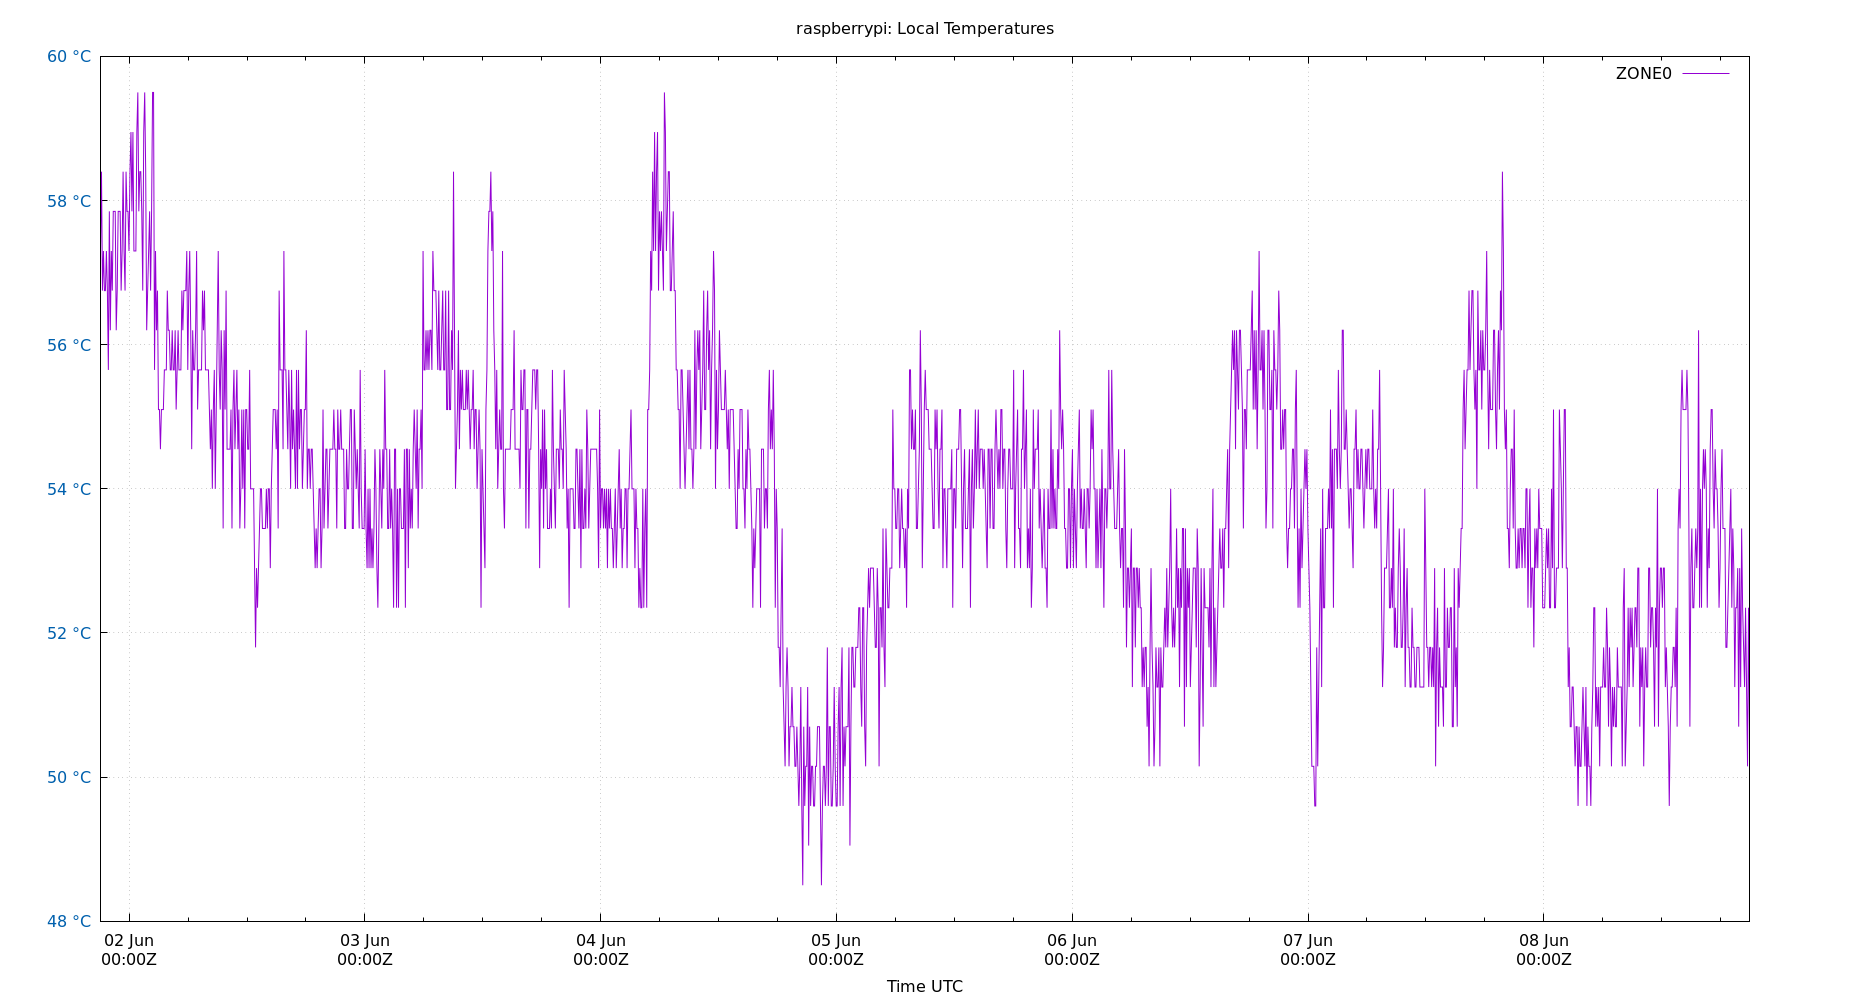 raspberrypi: Local Temperatures
60 °C
58 °C
56 °C
54 °C
52 °C
50 °C
48 °C
ZONE0
02 Jun 03 Jun 04 Jun 05 Jun 06 Jun 07 Jun 08 Jun
00:00Z 00:00Z 00:00Z 00:00Z 00:00Z 00:00Z 00:00Z
Time UTC